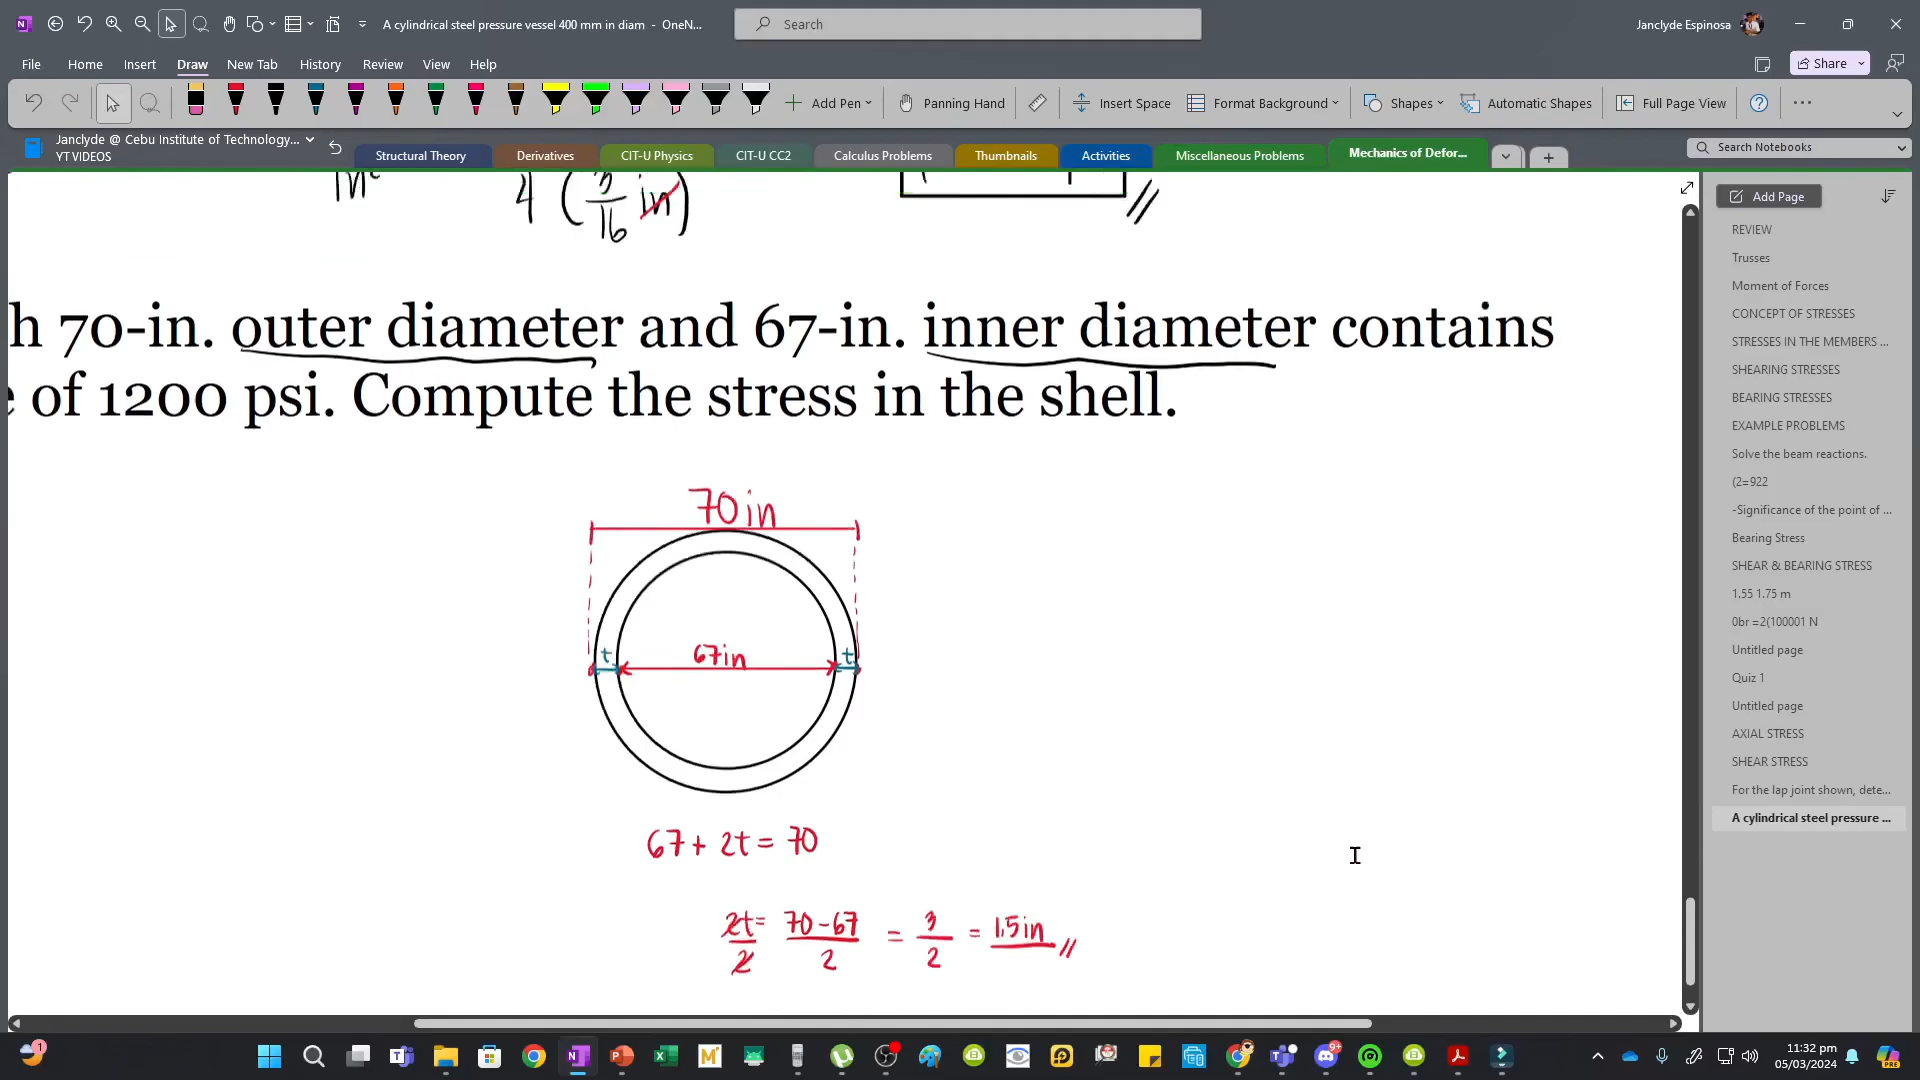 A cylindrical steel pressure vessel 400 mm in diam - OneN...
Search
Janclyde Espinosa
File Home Insert Draw New Tab History Review View Help
Share
Add Pen
Panning Hand
Insert Space
Format Background
Shapes
Automatic Shapes
Full Page View
Janclyde @ Cebu Institute of Technology...
YT VIDEOS
Structural Theory
Derivatives
CIT-U Physics
CIT-U CC2
Calculus Problems
Thumbnails
Activities
Miscellaneous Problems
Mechanics of Defor...
Search Notebooks
4 (3/16 in)
h 70-in. outer diameter and 67-in. inner diameter contains
e of 1200 psi. Compute the stress in the shell.
70in
t 67in t
67 + 2t = 70
2t/2 = 70-67/2 = 3/2 = 1.5in //
Add Page
REVIEW
Trusses
Moment of Forces
CONCEPT OF STRESSES
STRESSES IN THE MEMBERS ...
SHEARING STRESSES
BEARING STRESSES
EXAMPLE PROBLEMS
Solve the beam reactions.
(2=922
-Significance of the point of ...
Bearing Stress
SHEAR & BEARING STRESS
1.55 1.75 m
0br =2(100001 N
Untitled page
Quiz 1
Untitled page
AXIAL STRESS
SHEAR STRESS
For the lap joint shown, dete...
A cylindrical steel pressure ...
11:32 pm
05/03/2024